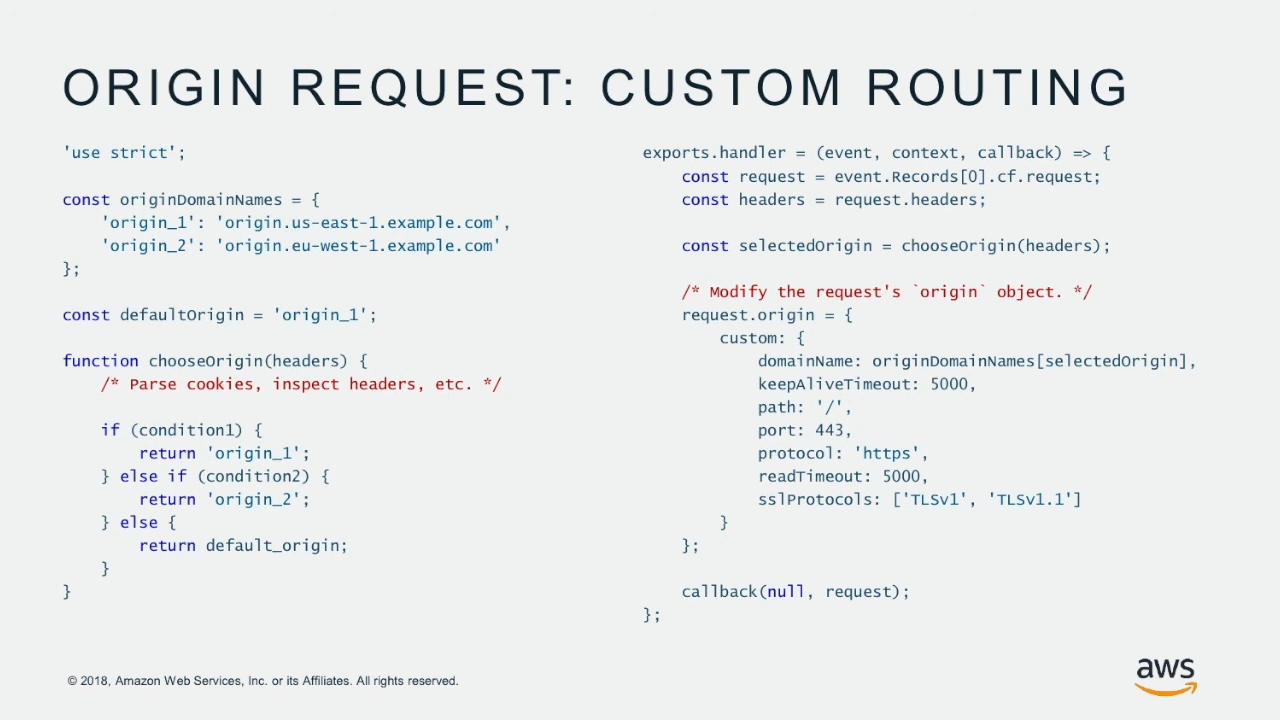 ORIGIN REQUEST: CUSTOM ROUTING
'use strict';
const originDomainNames = {
    'origin_1': 'origin.us-east-1.example.com',
    'origin_2': 'origin.eu-west-1.example.com'
};
const defaultOrigin = 'origin_1';
function chooseOrigin(headers) {
    /* Parse cookies, inspect headers, etc. */
    if (condition1) {
        return 'origin_1';
    } else if (condition2) {
        return 'origin_2';
    } else {
        return default_origin;
    }
}
exports.handler = (event, context, callback) => {
    const request = event.Records[0].cf.request;
    const headers = request.headers;
    const selectedOrigin = chooseOrigin(headers);
    /* Modify the request's `origin` object. */
    request.origin = {
        custom: {
            domainName: originDomainNames[selectedOrigin],
            keepAliveTimeout: 5000,
            path: '/',
            port: 443,
            protocol: 'https',
            readTimeout: 5000,
            sslProtocols: ['TLSv1', 'TLSv1.1']
        }
    };
    callback(null, request);
};
© 2018, Amazon Web Services, Inc. or its Affiliates. All rights reserved.
aws